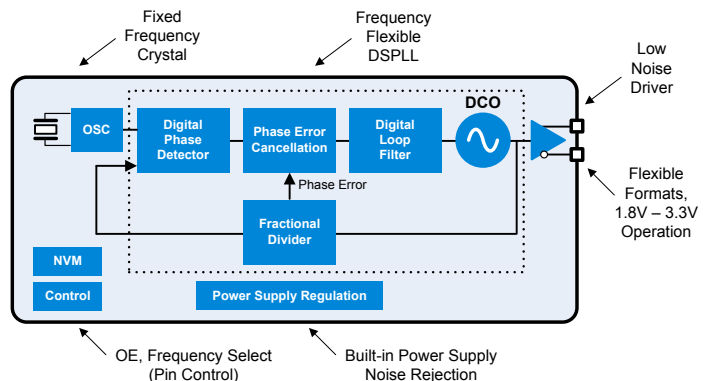 Fixed
Frequency
Crystal
Frequency
Flexible
DSPLL
Low
Noise
Driver
OSC
Digital
Phase
Detector
Phase Error
Cancellation
Digital
Loop
Filter
DCO
Phase Error
Fractional
Divider
Flexible
Formats,
1.8V – 3.3V
Operation
NVM
Control
Power Supply Regulation
OE, Frequency Select
(Pin Control)
Built-in Power Supply
Noise Rejection